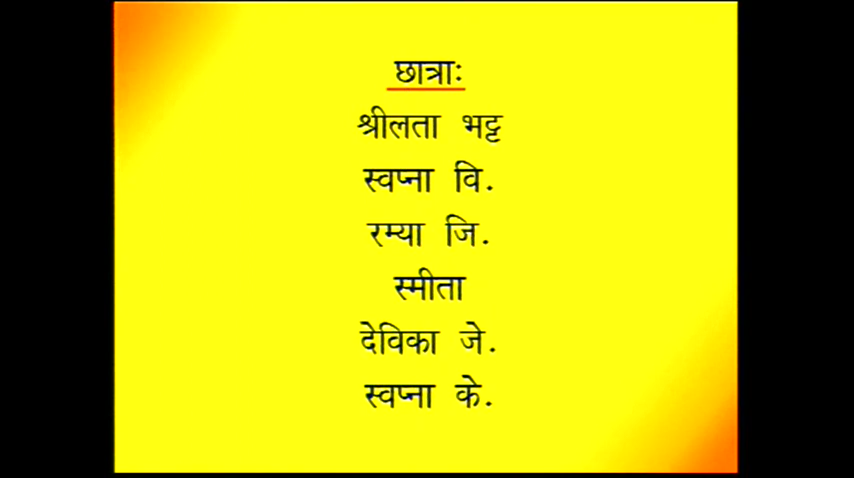 छात्राः
श्रीलता भट्ट
स्वप्ना वि.
रम्या जि.
स्मीता
देविका जे.
स्वप्ना के.